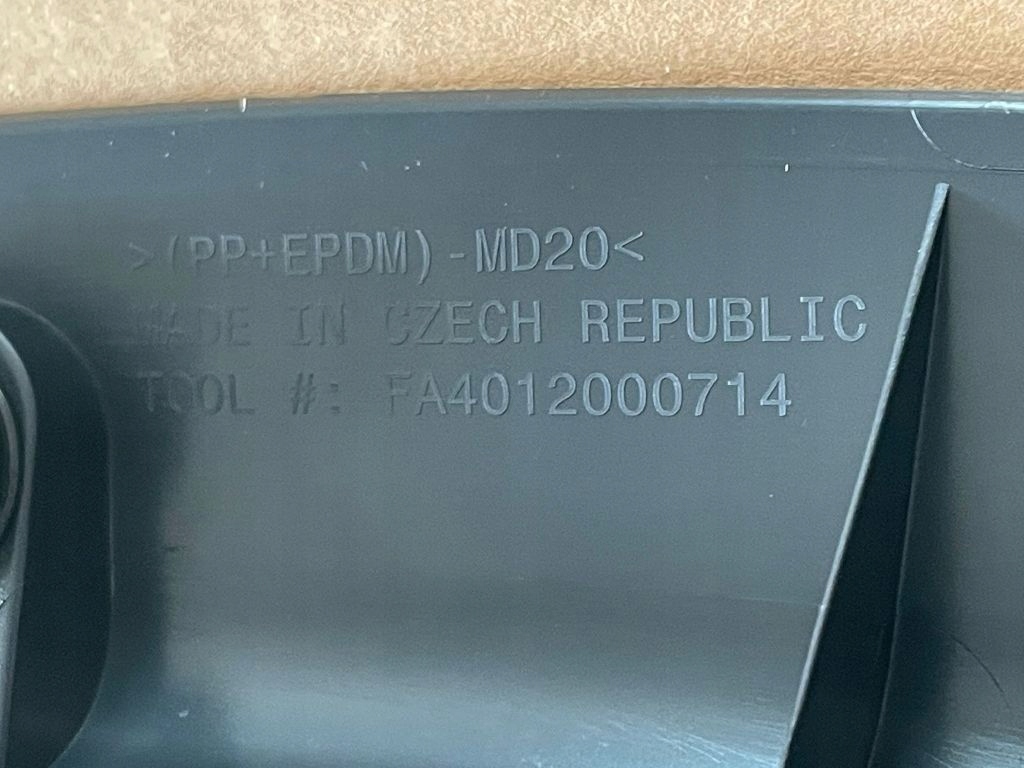 >(PP+EPDM)-MD20<
MADE IN CZECH REPUBLIC
TOOL #: FA4012000714